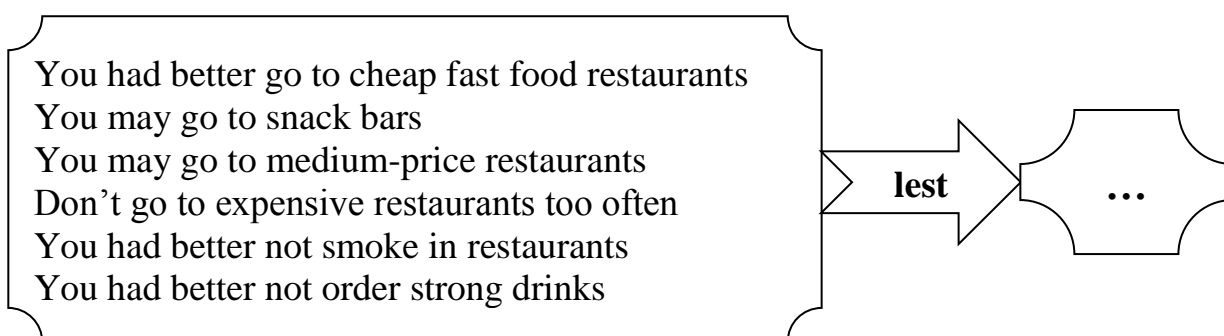 You had better go to cheap fast food restaurants
You may go to snack bars
You may go to medium-price restaurants
Don’t go to expensive restaurants too often
You had better not smoke in restaurants
You had better not order strong drinks
lest
…